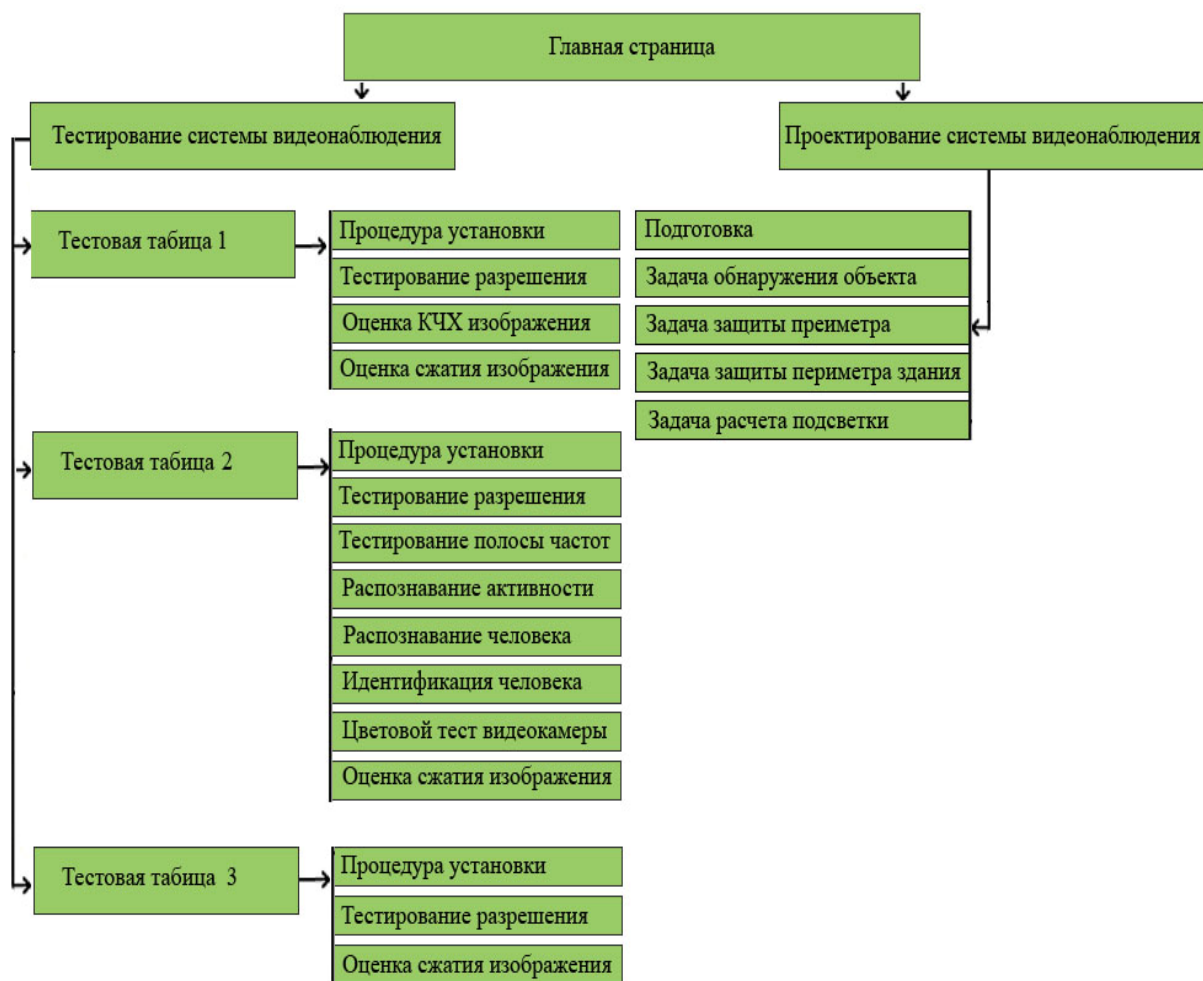 Главная страница
Тестирование системы видеонаблюдения
Проектирование системы видеонаблюдения
Тестовая табица 1
Процедура установки
Тестирование разрешения
Оценка КЧХ изображения
Оценка сжатия изображения
Подготовка
Задача обнаружения объекта
Задача защиты преиметра
Задача защиты периметра здания
Задача расчета подсветки
Тестовая табица 2
Процедура установки
Тестирование разрешения
Тестирование полосы частот
Распознавание активности
Распознавание человека
Идентификация человека
Цветовой тест видеокамеры
Оценка сжатия изображения
Тестовая табица 3
Процедура установки
Тестирование разрешения
Оценка сжатия изображения